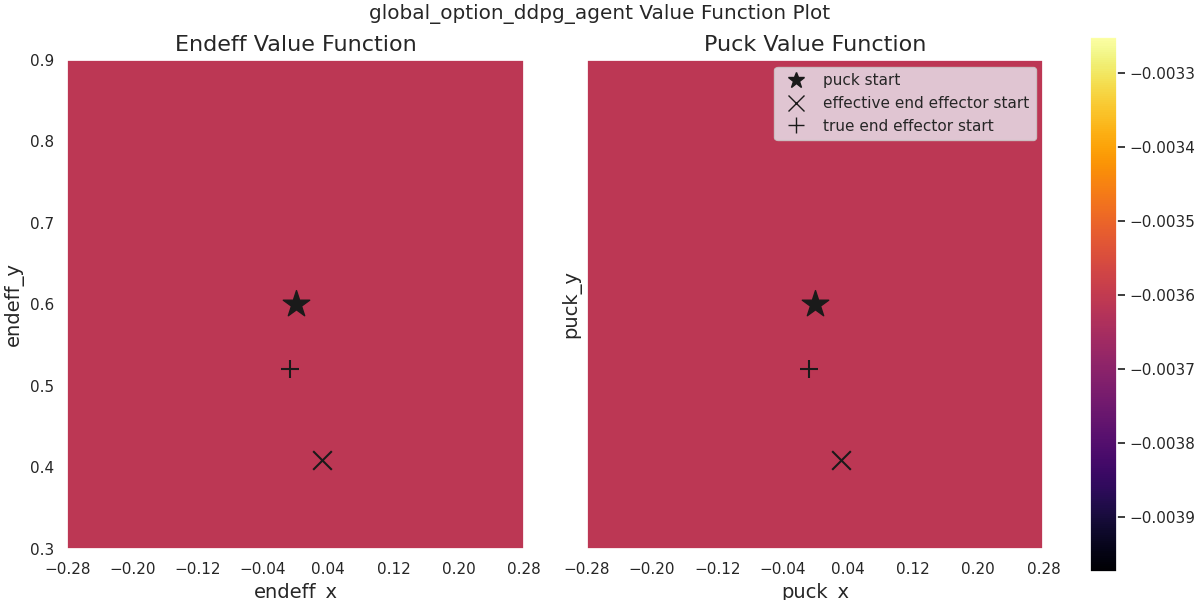 global_option_ddpg_agent Value Function Plot
Endeff Value Function
0.9
0.8
0.7
0.6
0.5
0.4
0.3
endeff_y
−0.28 −0.20 −0.12 −0.04 0.04 0.12 0.20 0.28
endeff_x
Puck Value Function
puck start
effective end effector start
true end effector start
puck_y
−0.28 −0.20 −0.12 −0.04 0.04 0.12 0.20 0.28
puck_x
−0.0033
−0.0034
−0.0035
−0.0036
−0.0037
−0.0038
−0.0039